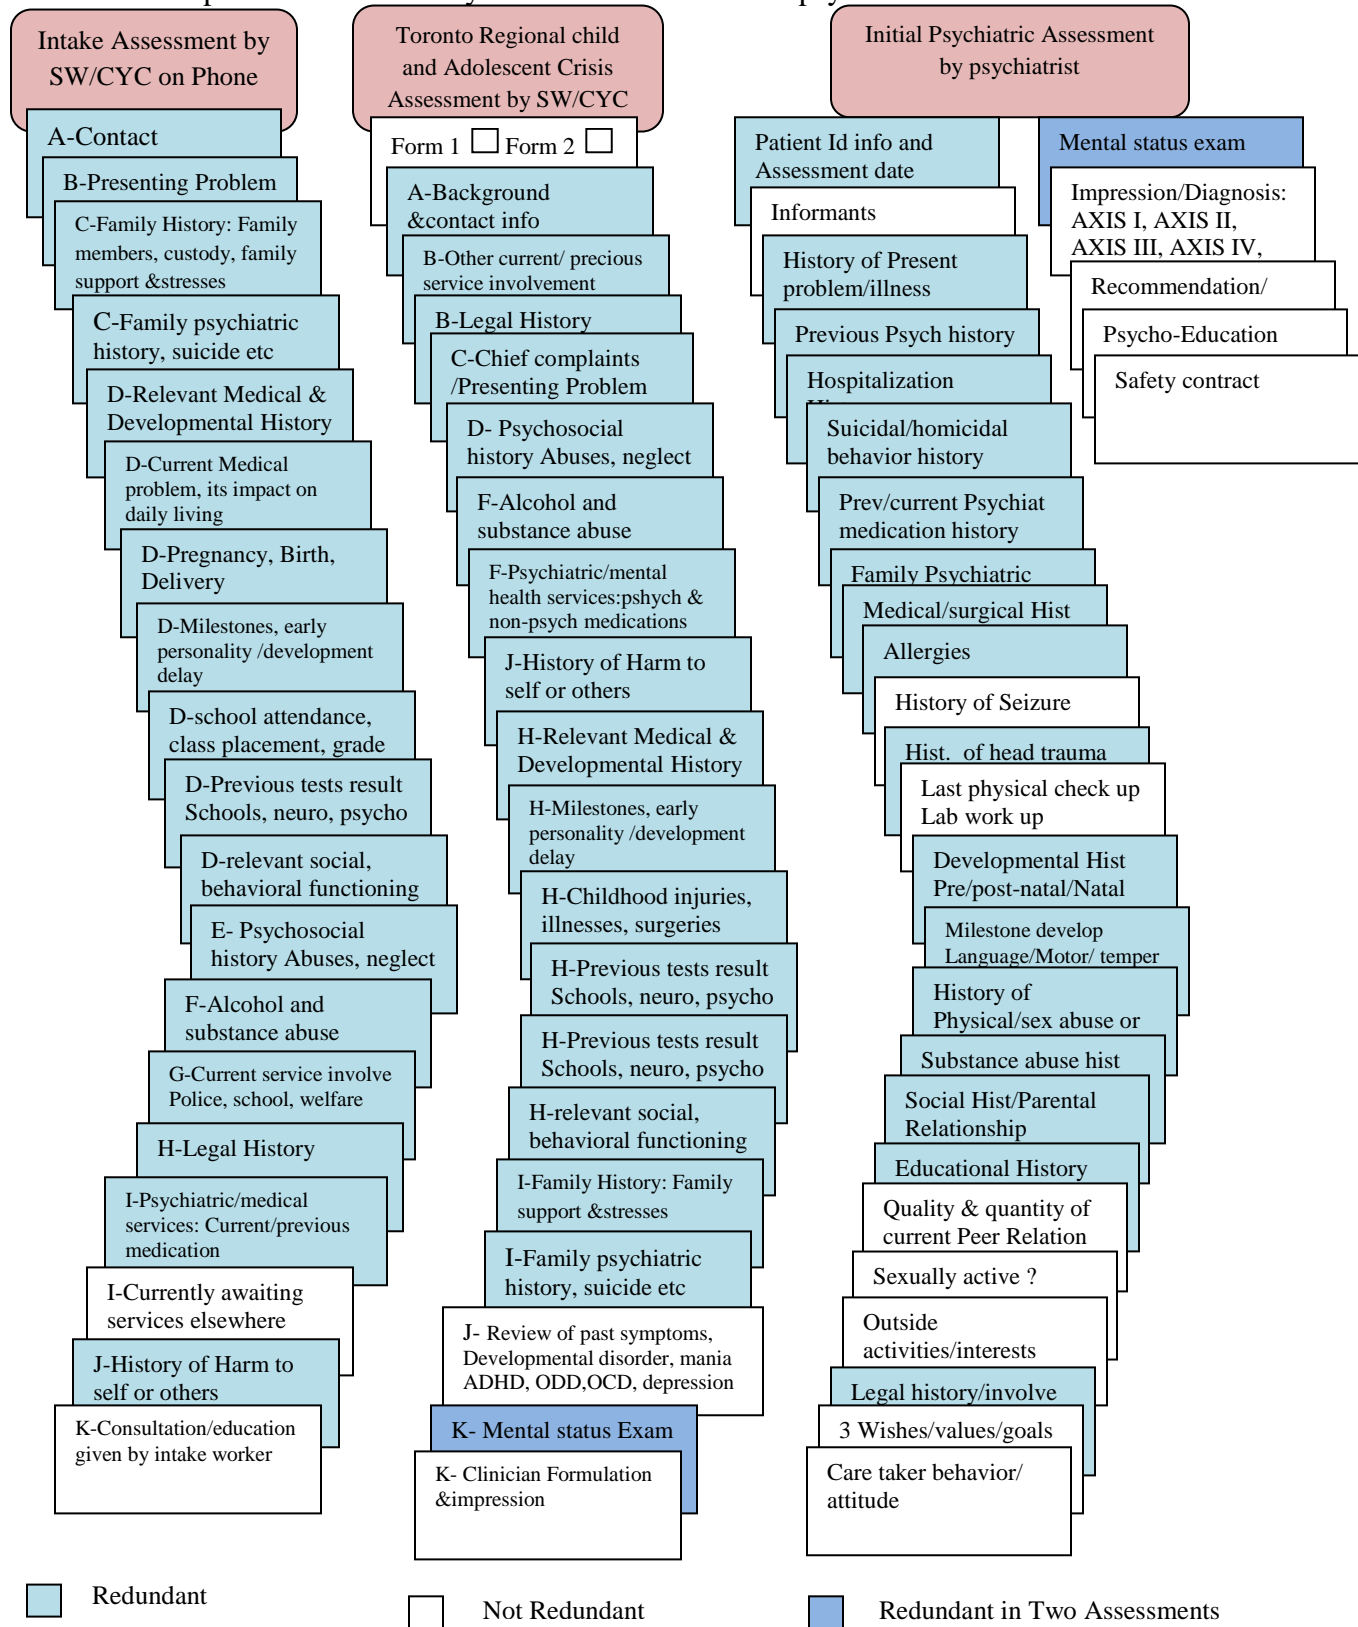 Intake Assessment by
SW/CYC on Phone
A-Contact
B-Presenting Problem
C-Family History: Family
members, custody, family
support &stresses
C-Family psychiatric
history, suicide etc
D-Relevant Medical &
Developmental History
D-Current Medical
problem, its impact on
daily living
D-Pregnancy, Birth,
Delivery
D-Milestones, early
personality /development
delay
D-school attendance,
class placement, grade
D-Previous tests result
Schools, neuro, psycho
D-relevant social,
behavioral functioning
E- Psychosocial
history Abuses, neglect
F-Alcohol and
substance abuse
G-Current service involve
Police, school, welfare
H-Legal History
I-Psychiatric/medical
services: Current/previous
medication
I-Currently awaiting
services elsewhere
J-History of Harm to
self or others
K-Consultation/education
given by intake worker
Toronto Regional child
and Adolescent Crisis
Assessment by SW/CYC
Form 1 Form 2
A-Background
&contact info
B-Other current/ precious
service involvement
B-Legal History
C-Chief complaints
/Presenting Problem
D- Psychosocial
history Abuses, neglect
F-Alcohol and
substance abuse
F-Psychiatric/mental
health services:pshych &
non-psych medications
J-History of Harm to
self or others
H-Relevant Medical &
Developmental History
H-Milestones, early
personality /development
delay
H-Childhood injuries,
illnesses, surgeries
H-Previous tests result
Schools, neuro, psycho
H-Previous tests result
Schools, neuro, psycho
H-relevant social,
behavioral functioning
I-Family History: Family
support &stresses
I-Family psychiatric
history, suicide etc
J- Review of past symptoms,
Developmental disorder, mania
ADHD, ODD,OCD, depression
K- Mental status Exam
K- Clinician Formulation
&impression
Initial Psychiatric Assessment
by psychiatrist
Patient Id info and
Assessment date
Informants
History of Present
problem/illness
Previous Psych history
Hospitalization
Suicidal/homicidal
behavior history
Prev/current Psychiat
medication history
Family Psychiatric
Medical/surgical Hist
Allergies
History of Seizure
Hist. of head trauma
Last physical check up
Lab work up
Developmental Hist
Pre/post-natal/Natal
Milestone develop
Language/Motor/ temper
History of
Physical/sex abuse or
Substance abuse hist
Social Hist/Parental
Relationship
Educational History
Quality & quantity of
current Peer Relation
Sexually active ?
Outside
activities/interests
Legal history/involve
3 Wishes/values/goals
Care taker behavior/
attitude
Mental status exam
Impression/Diagnosis:
AXIS I, AXIS II,
AXIS III, AXIS IV,
Recommendation/
Psycho-Education
Safety contract
Redundant
Not Redundant
Redundant in Two Assessments